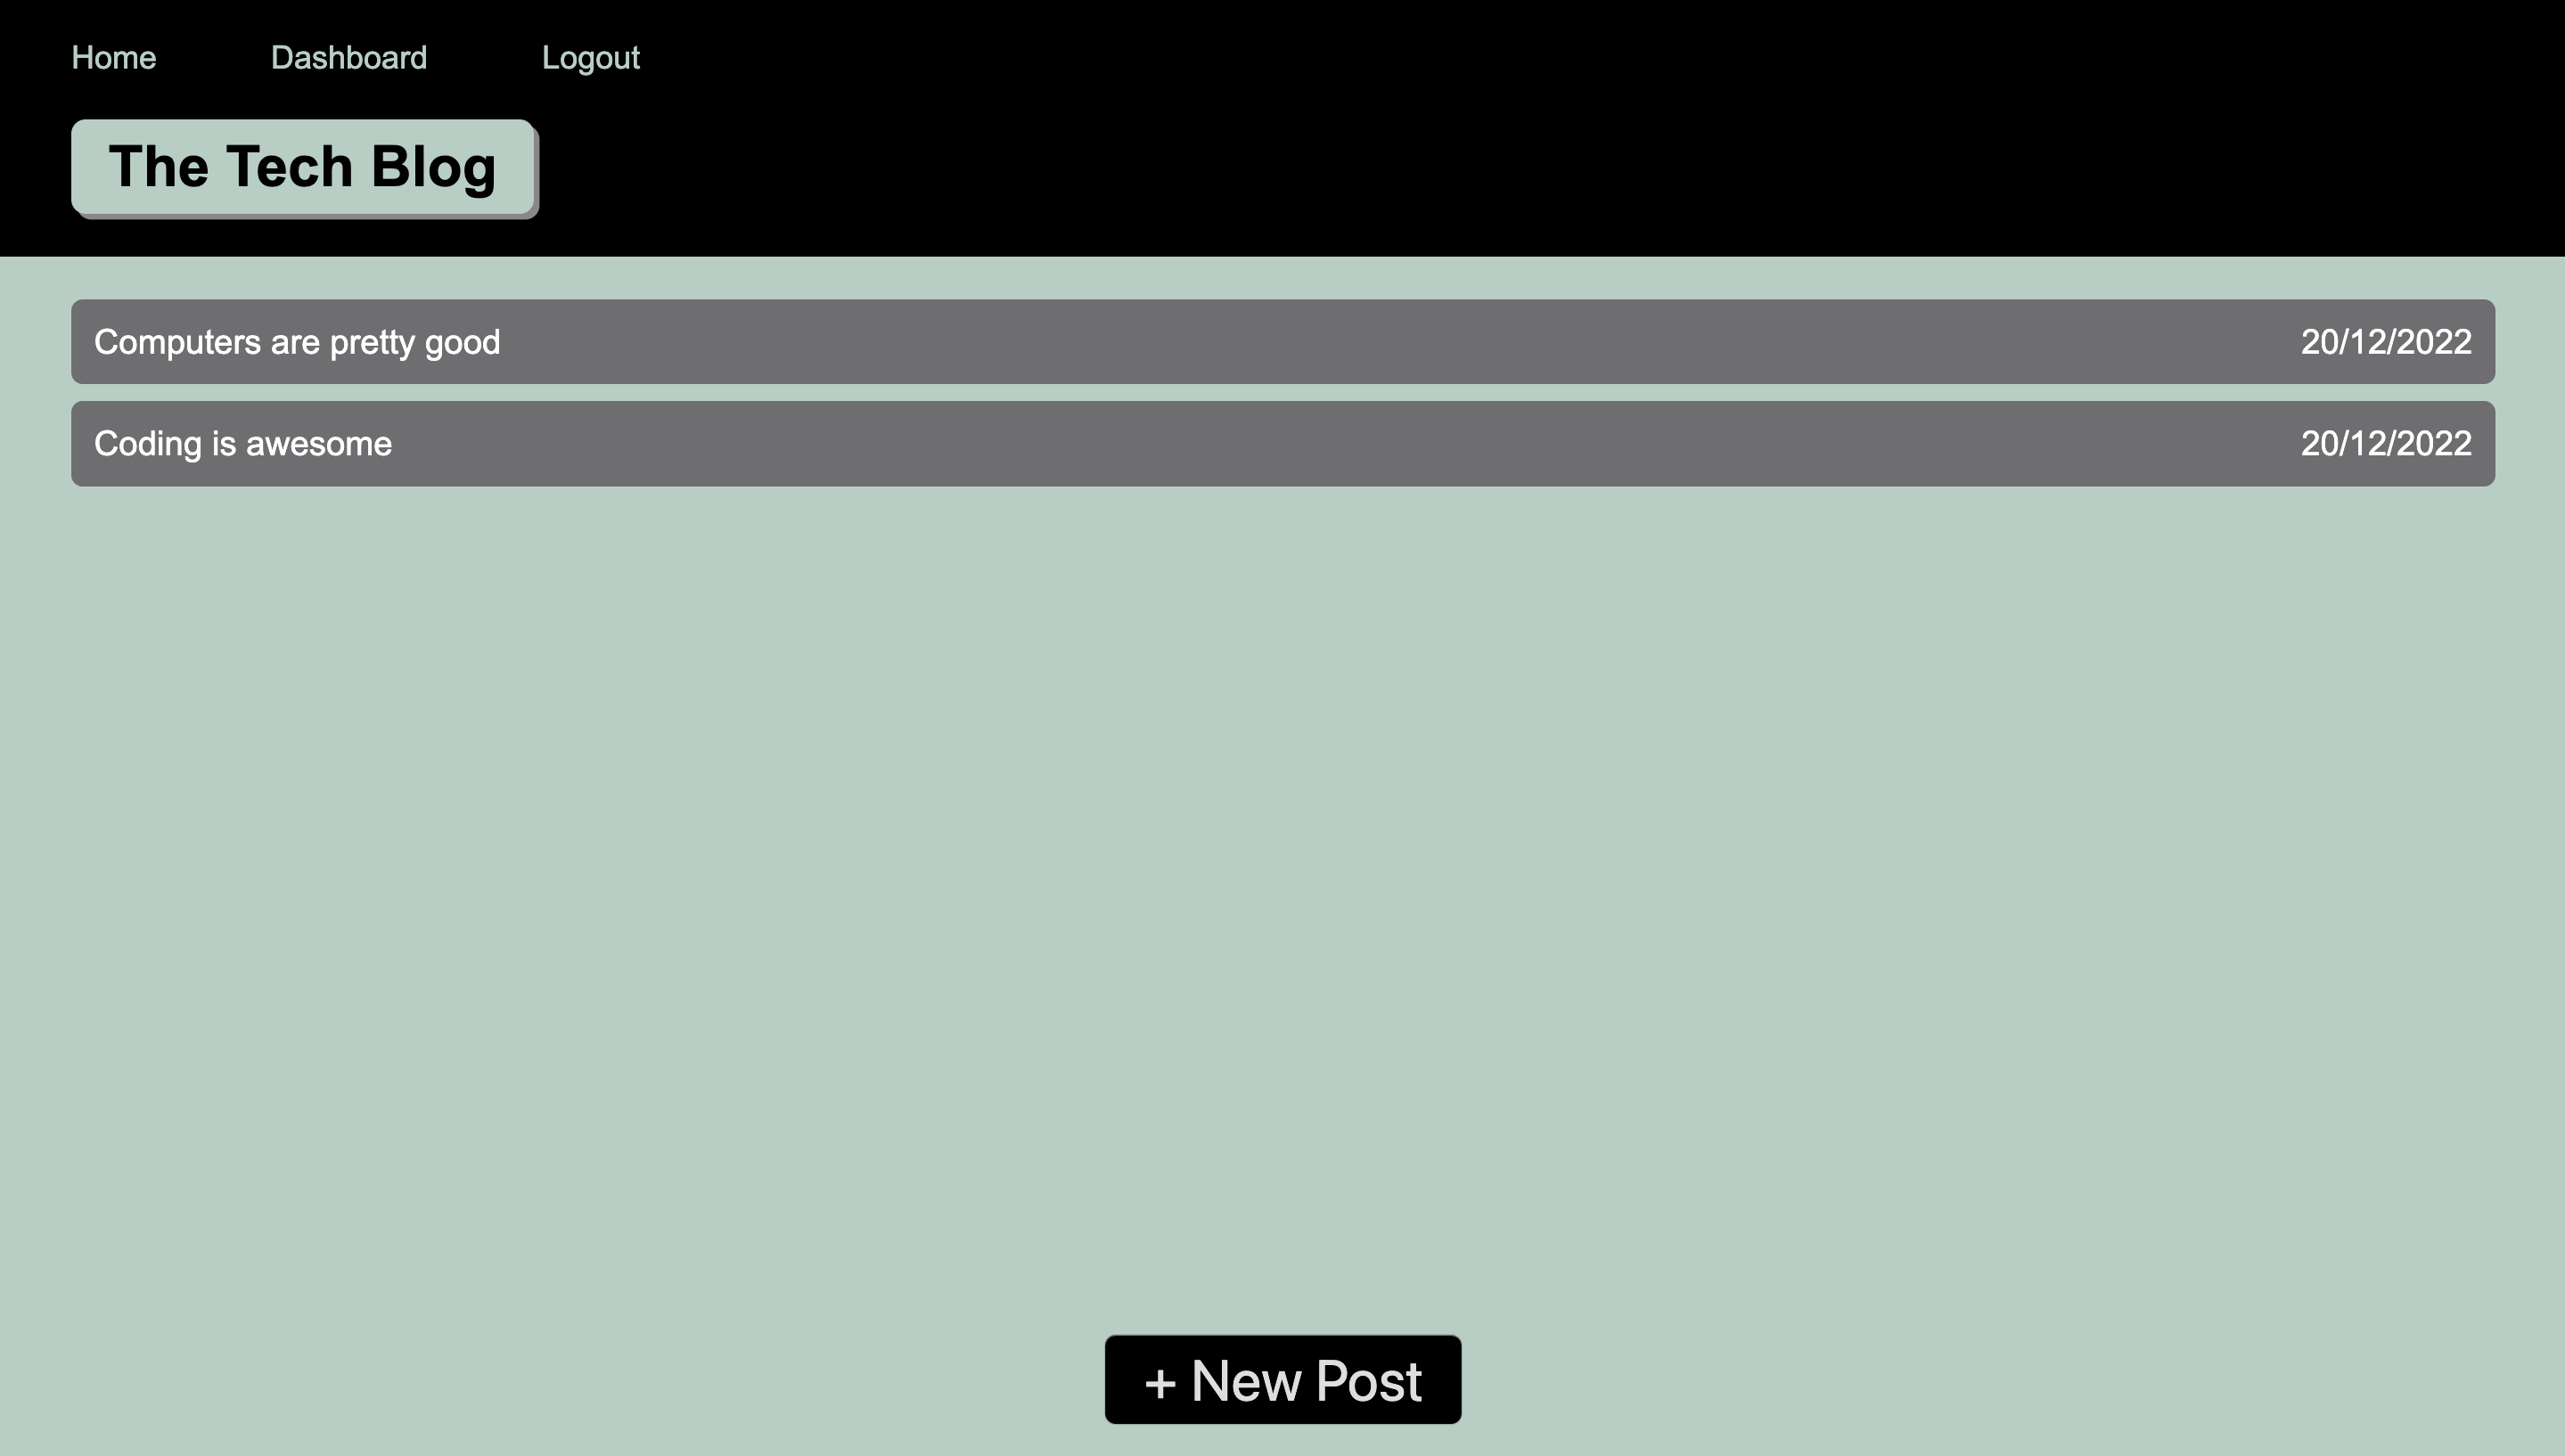 Home Dashboard Logout
The Tech Blog
Computers are pretty good 20/12/2022
Coding is awesome 20/12/2022
+ New Post